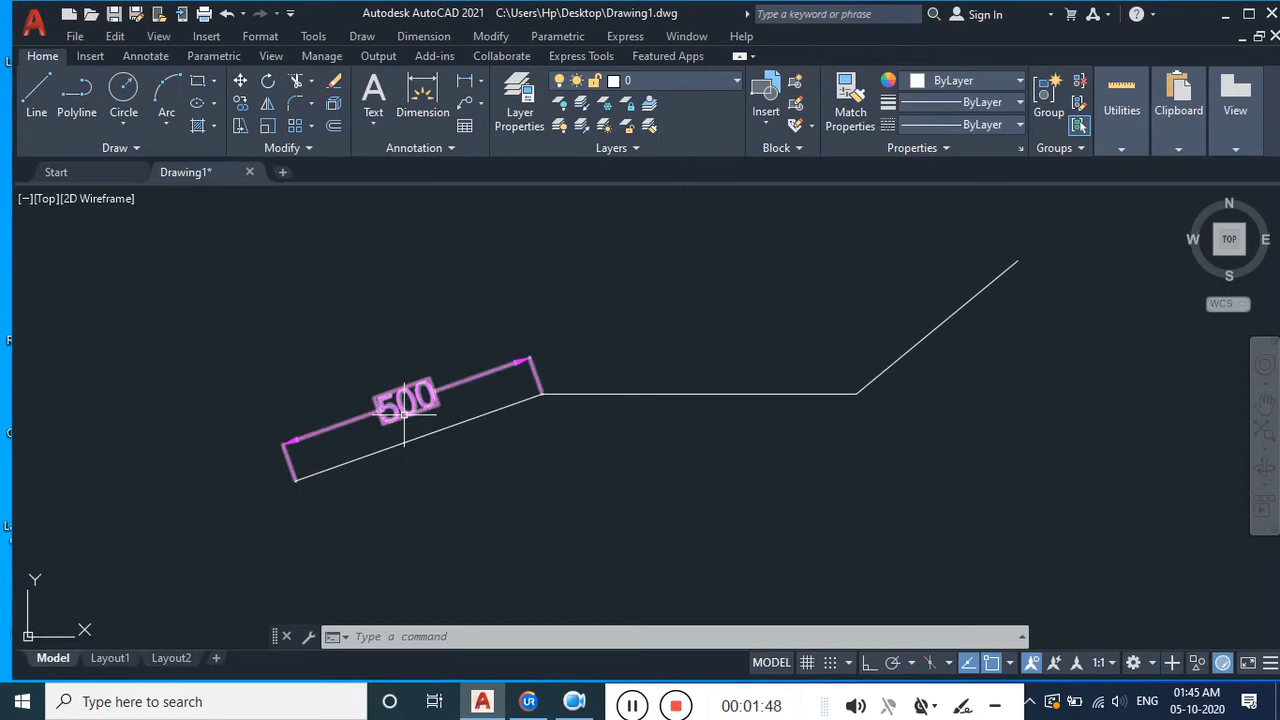 Autodesk AutoCAD 2021 C:\Users\Hp\Desktop\Drawing1.dwg
Type a keyword or phrase
Sign In
File Edit View Insert Format Tools Draw Dimension Modify Parametric Express Window Help
Home Insert Annotate Parametric View Manage Output Add-ins Collaborate Express Tools Featured Apps
0
ByLayer
ByLayer
ByLayer
Line Polyline Circle Arc
Text Dimension
Layer Properties
Insert
Match Properties
Group
Utilities
Clipboard
View
Draw Modify Annotation Layers Block Properties Groups
Start Drawing1*
[−][Top][2D Wireframe]
N
W TOP E
S
WCS
500
Y
X
Type a command
Model Layout1 Layout2
MODEL
1:1
Type here to search
A
UR
00:01:48
ENG
01:45 AM
05-10-2020